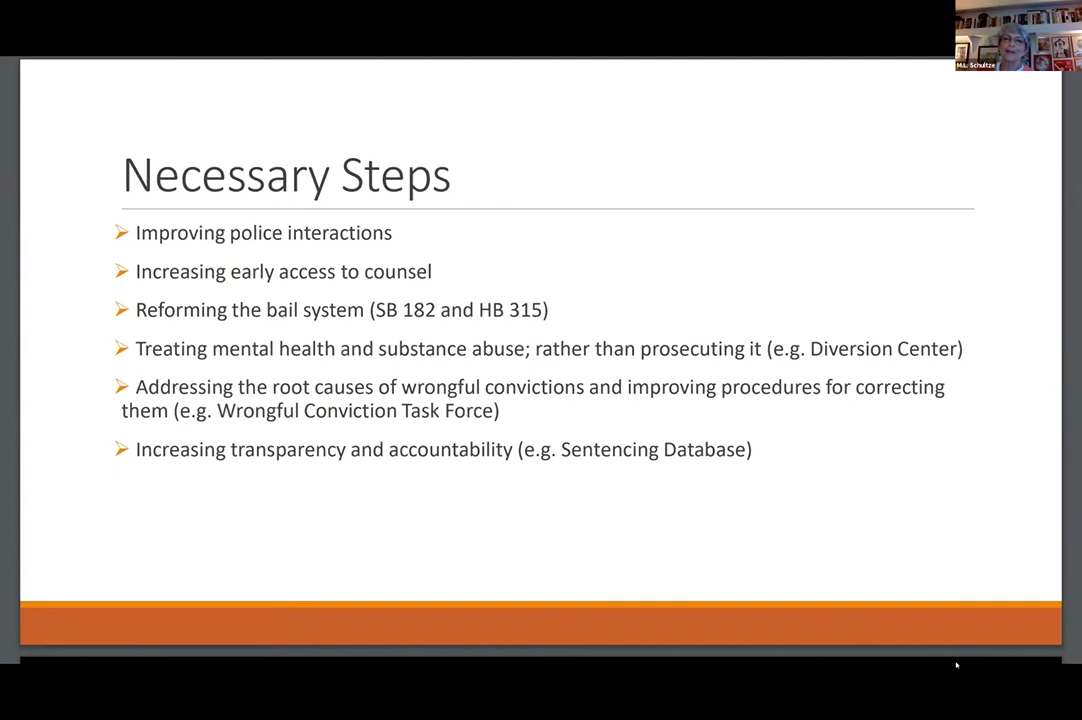 M.L. Schultze
Necessary Steps
Improving police interactions
Increasing early access to counsel
Reforming the bail system (SB 182 and HB 315)
Treating mental health and substance abuse; rather than prosecuting it (e.g. Diversion Center)
Addressing the root causes of wrongful convictions and improving procedures for correcting
them (e.g. Wrongful Conviction Task Force)
Increasing transparency and accountability (e.g. Sentencing Database)